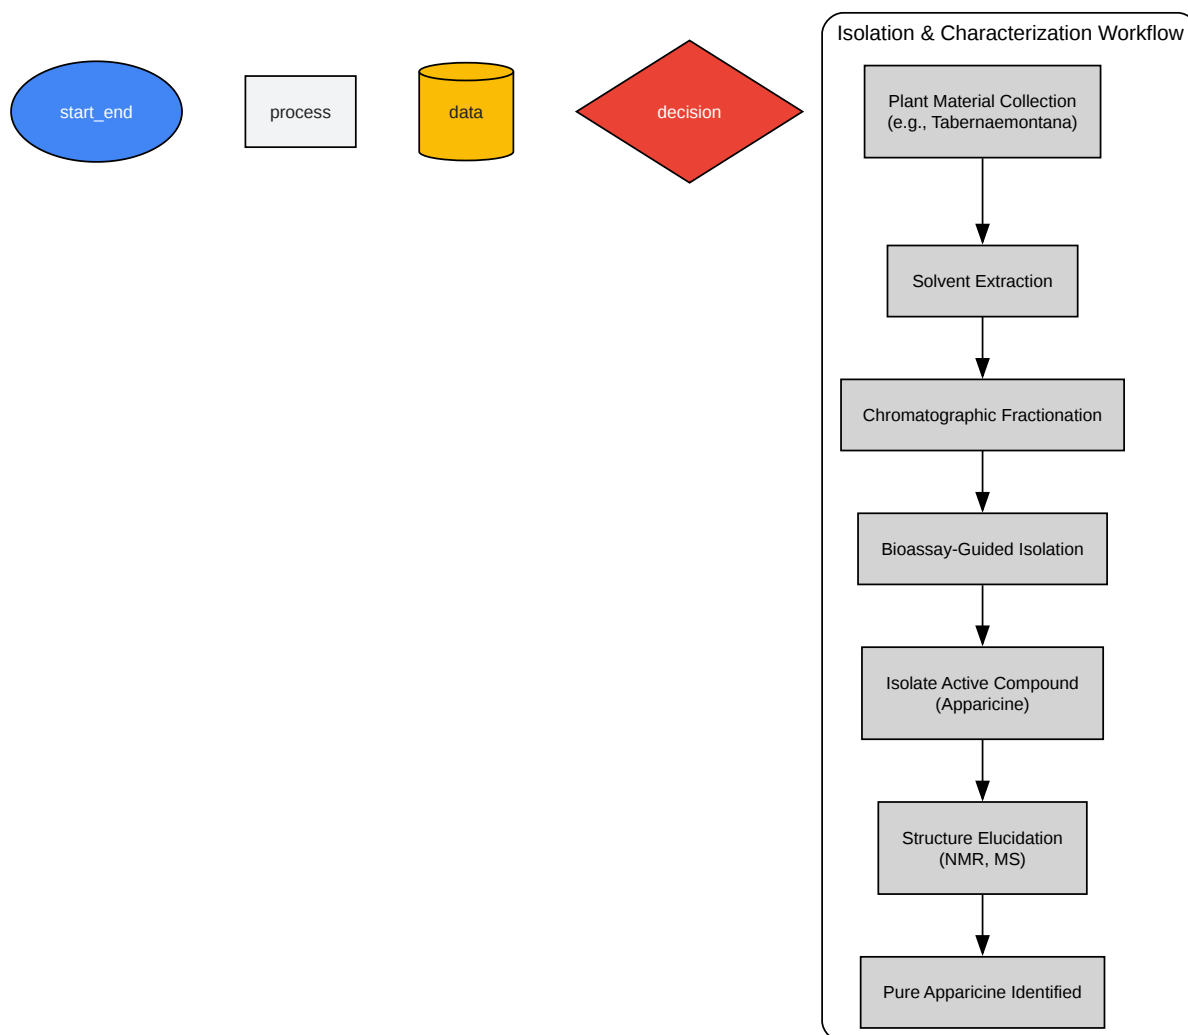 Isolation & Characterization Workflow
start_end
process
data
decision
Plant Material Collection
(e.g., Tabernaemontana)
Solvent Extraction
Chromatographic Fractionation
Bioassay-Guided Isolation
Isolate Active Compound
(Apparicine)
Structure Elucidation
(NMR, MS)
Pure Apparicine Identified